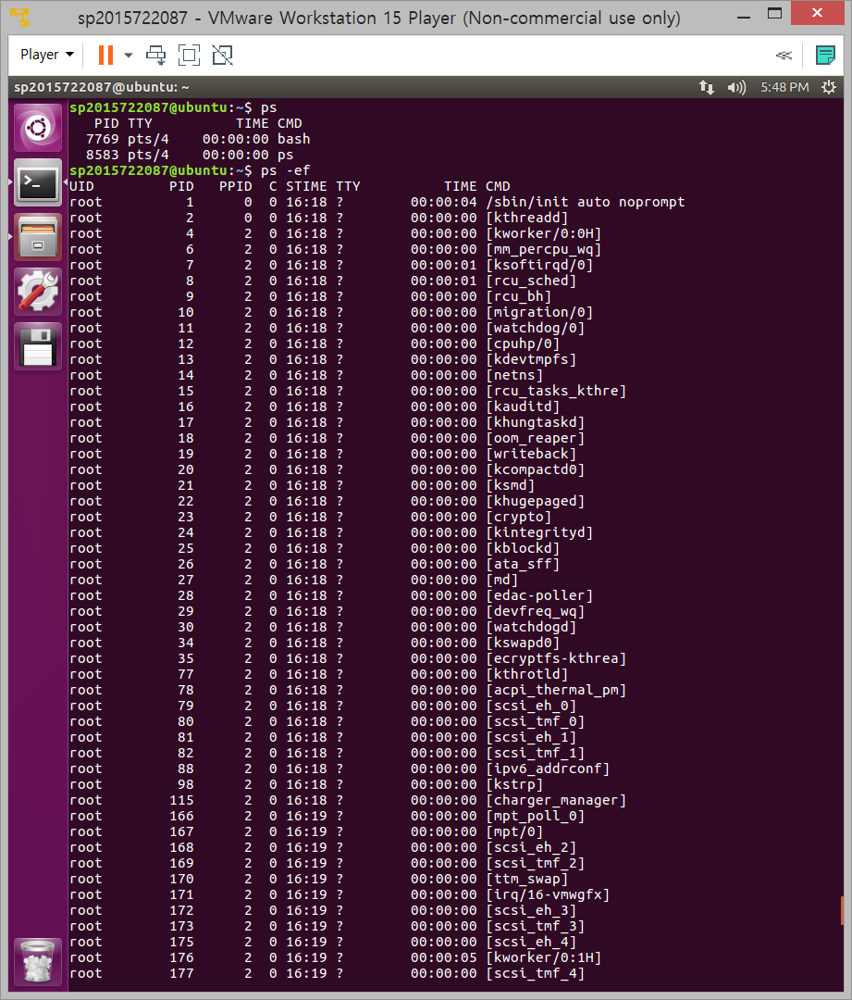 sp2015722087 - VMware Workstation 15 Player (Non-commercial use only)
Player
sp2015722087@ubuntu: ~ 5:48 PM
sp2015722087@ubuntu:~$ ps
PID TTY TIME CMD
7769 pts/4 00:00:00 bash
8583 pts/4 00:00:00 ps
sp2015722087@ubuntu:~$ ps -ef
UID PID PPID C STIME TTY TIME CMD
root 1 0 0 16:18 ? 00:00:04 /sbin/init auto noprompt
root 2 0 0 16:18 ? 00:00:00 [kthreadd]
root 4 2 0 16:18 ? 00:00:00 [kworker/0:0H]
root 6 2 0 16:18 ? 00:00:00 [mm_percpu_wq]
root 7 2 0 16:18 ? 00:00:01 [ksoftirqd/0]
root 8 2 0 16:18 ? 00:00:01 [rcu_sched]
root 9 2 0 16:18 ? 00:00:00 [rcu_bh]
root 10 2 0 16:18 ? 00:00:00 [migration/0]
root 11 2 0 16:18 ? 00:00:00 [watchdog/0]
root 12 2 0 16:18 ? 00:00:00 [cpuhp/0]
root 13 2 0 16:18 ? 00:00:00 [kdevtmpfs]
root 14 2 0 16:18 ? 00:00:00 [netns]
root 15 2 0 16:18 ? 00:00:00 [rcu_tasks_kthre]
root 16 2 0 16:18 ? 00:00:00 [kauditd]
root 17 2 0 16:18 ? 00:00:00 [khungtaskd]
root 18 2 0 16:18 ? 00:00:00 [oom_reaper]
root 19 2 0 16:18 ? 00:00:00 [writeback]
root 20 2 0 16:18 ? 00:00:00 [kcompactd0]
root 21 2 0 16:18 ? 00:00:00 [ksmd]
root 22 2 0 16:18 ? 00:00:00 [khugepaged]
root 23 2 0 16:18 ? 00:00:00 [crypto]
root 24 2 0 16:18 ? 00:00:00 [kintegrityd]
root 25 2 0 16:18 ? 00:00:00 [kblockd]
root 26 2 0 16:18 ? 00:00:00 [ata_sff]
root 27 2 0 16:18 ? 00:00:00 [md]
root 28 2 0 16:18 ? 00:00:00 [edac-poller]
root 29 2 0 16:18 ? 00:00:00 [devfreq_wq]
root 30 2 0 16:18 ? 00:00:00 [watchdogd]
root 34 2 0 16:18 ? 00:00:00 [kswapd0]
root 35 2 0 16:18 ? 00:00:00 [ecryptfs-kthrea]
root 77 2 0 16:18 ? 00:00:00 [kthrotld]
root 78 2 0 16:18 ? 00:00:00 [acpi_thermal_pm]
root 79 2 0 16:18 ? 00:00:00 [scsi_eh_0]
root 80 2 0 16:18 ? 00:00:00 [scsi_tmf_0]
root 81 2 0 16:18 ? 00:00:00 [scsi_eh_1]
root 82 2 0 16:18 ? 00:00:00 [scsi_tmf_1]
root 88 2 0 16:18 ? 00:00:00 [ipv6_addrconf]
root 98 2 0 16:18 ? 00:00:00 [kstrp]
root 115 2 0 16:18 ? 00:00:00 [charger_manager]
root 166 2 0 16:19 ? 00:00:00 [mpt_poll_0]
root 167 2 0 16:19 ? 00:00:00 [mpt/0]
root 168 2 0 16:19 ? 00:00:00 [scsi_eh_2]
root 169 2 0 16:19 ? 00:00:00 [scsi_tmf_2]
root 170 2 0 16:19 ? 00:00:00 [ttm_swap]
root 171 2 0 16:19 ? 00:00:00 [irq/16-vmwgfx]
root 172 2 0 16:19 ? 00:00:00 [scsi_eh_3]
root 173 2 0 16:19 ? 00:00:00 [scsi_tmf_3]
root 175 2 0 16:19 ? 00:00:00 [scsi_eh_4]
root 176 2 0 16:19 ? 00:00:05 [kworker/0:1H]
root 177 2 0 16:19 ? 00:00:00 [scsi_tmf_4]